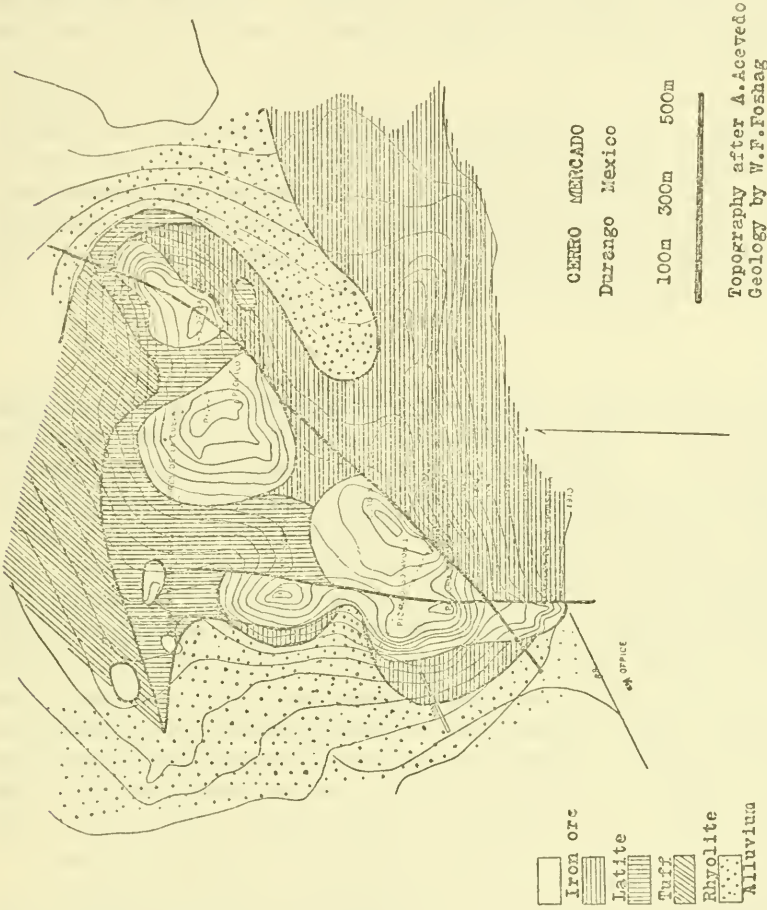 CERRO MERCADO
Durango Mexico
100m 300m 500m
Topography after A.Acevedo
Geology by W.F.Foshag
OFFICE
Iron ore
Latite
Tuff
Rhyolite
Alluvium